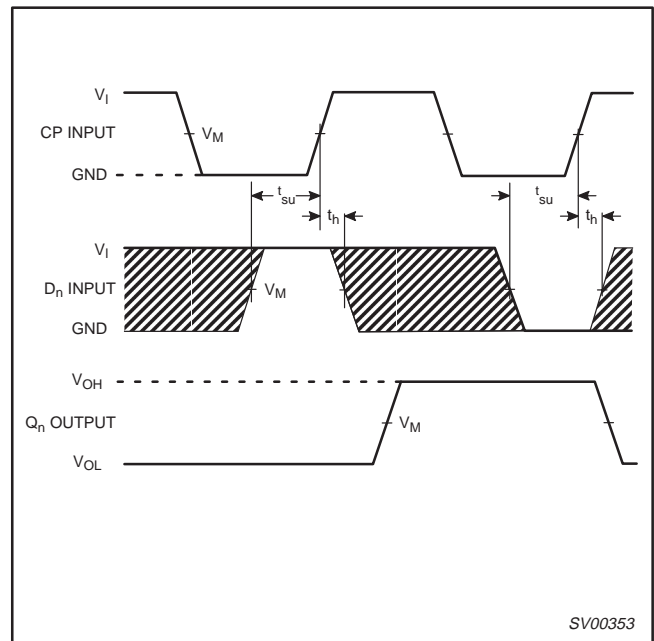 V_I
CP INPUT
V_M
GND
t_su
t_su
t_h
t_h
V_I
D_n INPUT
V_M
GND
V_OH
Q_n OUTPUT
V_M
V_OL
SV00353